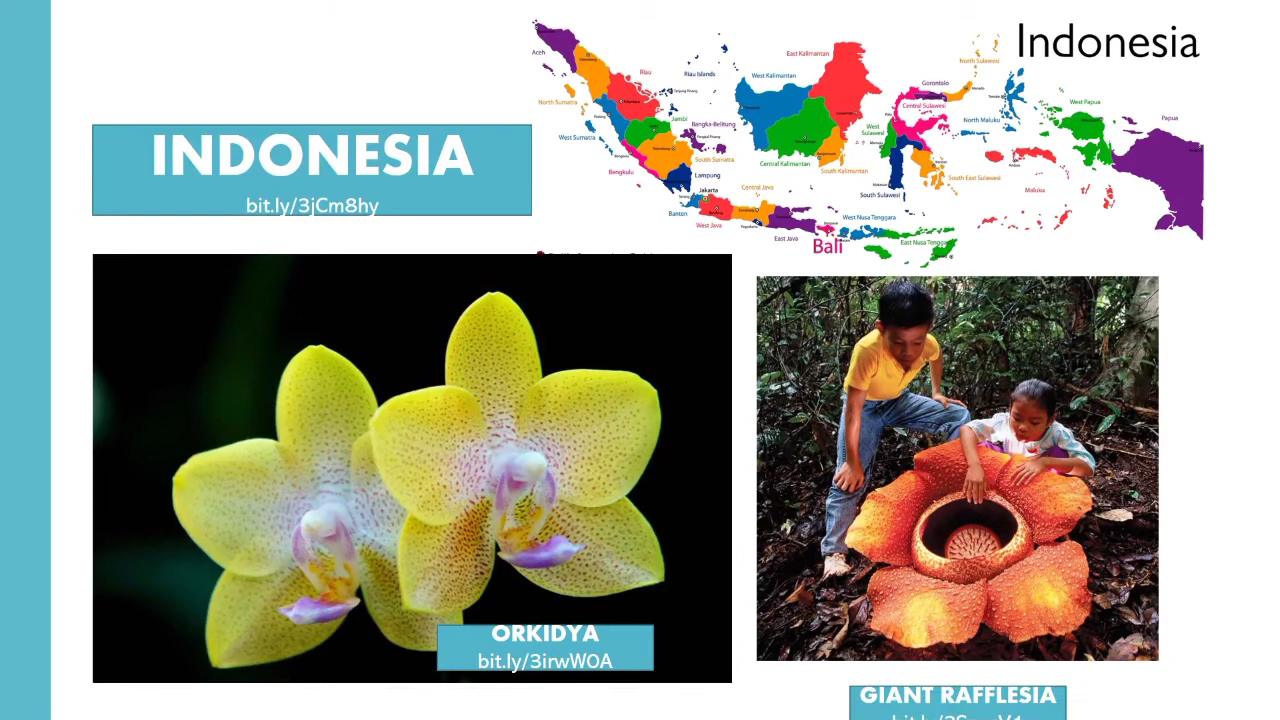 INDONESIA
bit.ly/3jCm8hy
Indonesia
Aceh
North Sumatra
Riau
Riau Islands
West Sumatra
Jambi
Bangka-Belitung
South Sumatra
Bengkulu
Lampung
Jakarta
Banten
West Java
Central Java
East Java
Bali
West Nusa Tenggara
East Nusa Tenggara
West Kalimantan
East Kalimantan
Central Kalimantan
South Kalimantan
North Sulawesi
Gorontalo
Central Sulawesi
West Sulawesi
South Sulawesi
South East Sulawesi
North Maluku
Maluku
West Papua
Papua
ORKIDYA
bit.ly/3irwW0A
GIANT RAFFLESIA